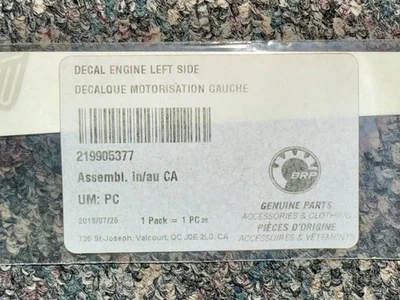 DECAL ENGINE LEFT SIDE
DECALQUE MOTORISATION GAUCHE
219905377
Assembl. in/au CA
UM: PC
2018/07/25
1 Pack = 1 PC
736 St-Joseph, Valcourt, QC J0E 2L0, CA
BRP
GENUINE PARTS
ACCESSORIES & CLOTHING
PIÈCES D'ORIGINE
ACCESSOIRES & VÊTEMENTS